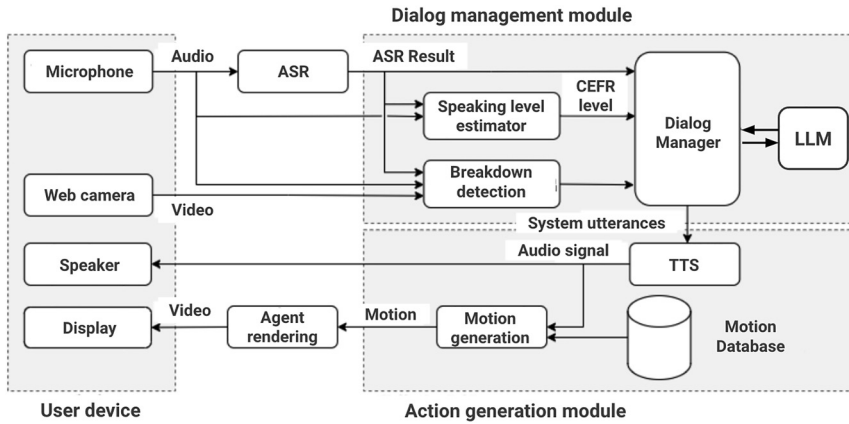 Dialog management module
Microphone
Audio
ASR
ASR Result
Speaking level
estimator
CEFR
level
Dialog
Manager
LLM
Web camera
Video
Breakdown
detection
System utterances
Speaker
Audio signal
TTS
Display
Video
Agent
rendering
Motion
Motion
generation
Motion
Database
User device
Action generation module